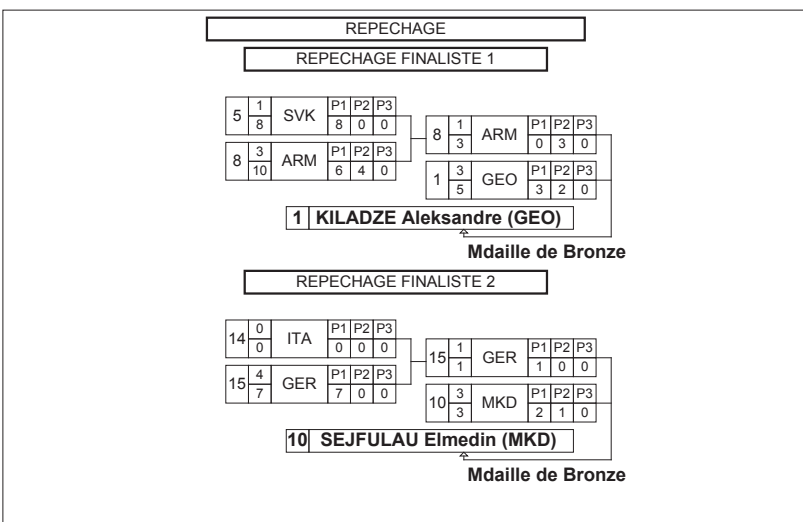 REPECHAGE
REPECHAGE FINALISTE 1
5 1 8 SVK P1 P2 P3 8 0 0
8 3 10 ARM P1 P2 P3 6 4 0
8 1 3 ARM P1 P2 P3 0 3 0
1 3 5 GEO P1 P2 P3 3 2 0
1 KILADZE Aleksandre (GEO)
Mdaille de Bronze
REPECHAGE FINALISTE 2
14 0 0 ITA P1 P2 P3 0 0 0
15 4 7 GER P1 P2 P3 7 0 0
15 1 1 GER P1 P2 P3 1 0 0
10 3 3 MKD P1 P2 P3 2 1 0
10 SEJFULAU Elmedin (MKD)
Mdaille de Bronze